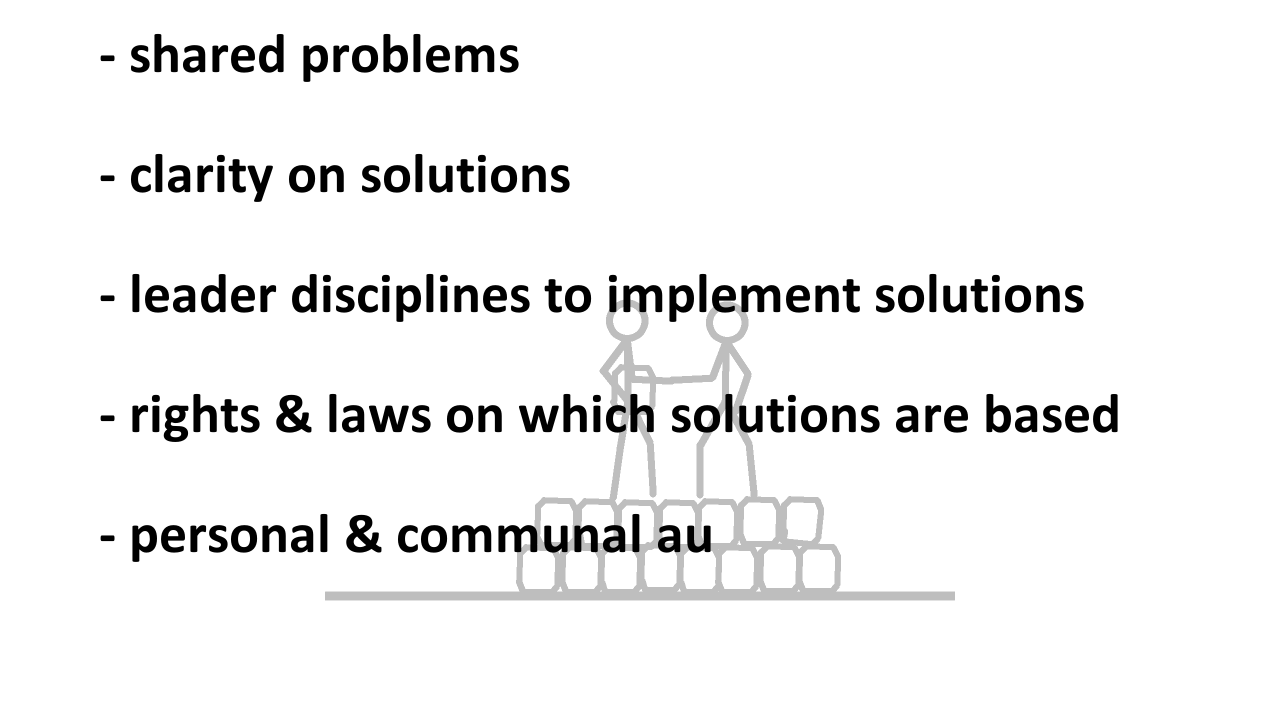 - shared problems
- clarity on solutions
- leader disciplines to implement solutions
- rights & laws on which solutions are based
- personal & communal au